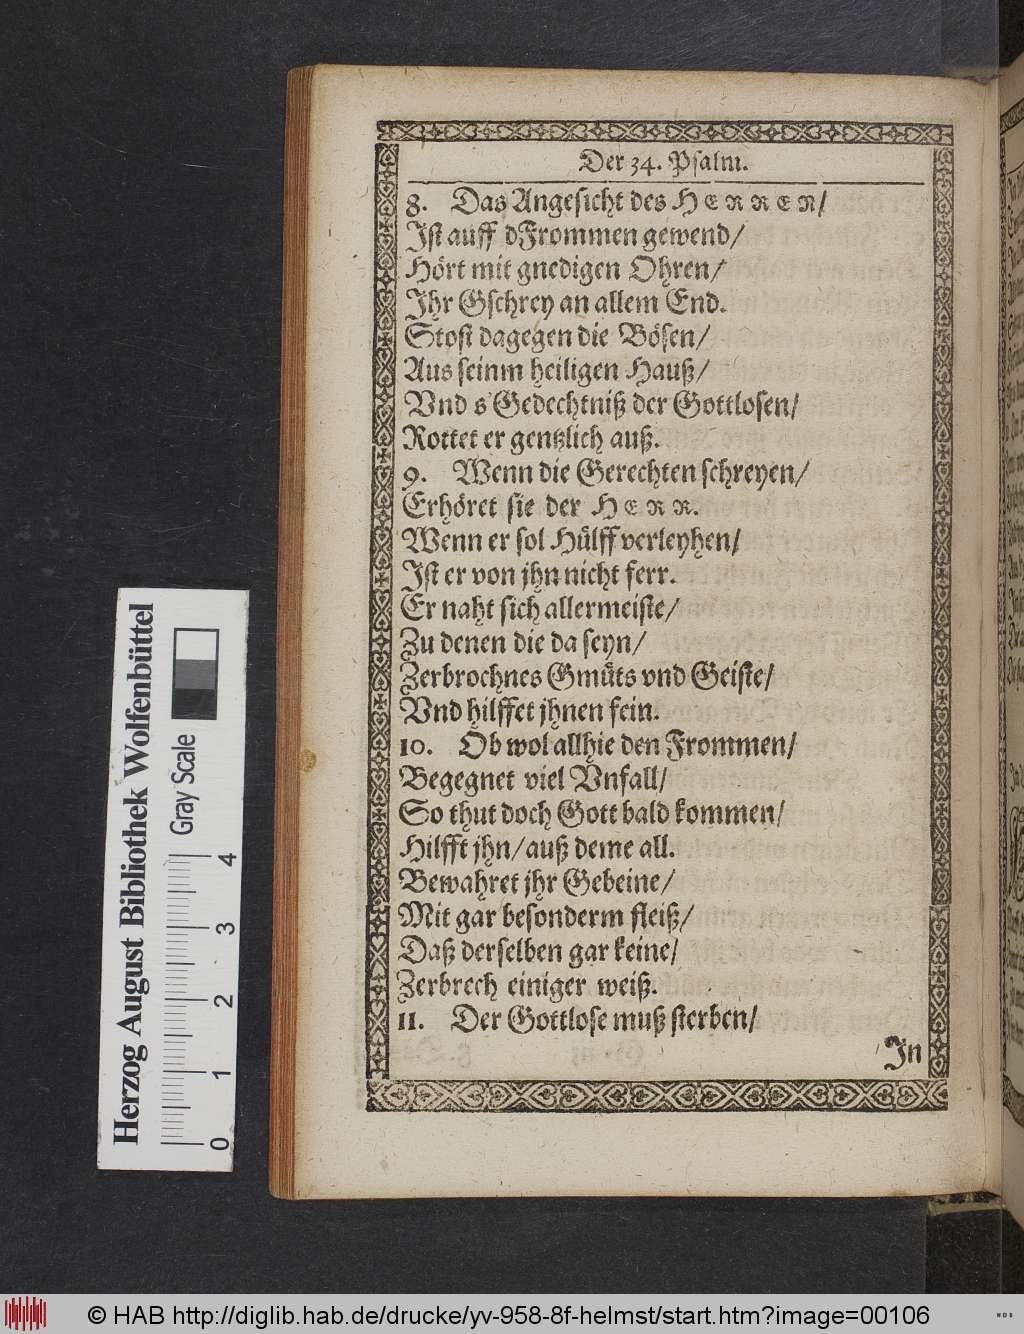 Der 34. Psalm.
8. Das Angesicht des HERREN/
Ist auff dFrommen gewend/
Hört mit gnedigen Ohren/
Ihr Gschrey an allem End.
Stost dagegen die Bösen/
Aus seinm heiligen Hauß/
Vnd s Gedechtniß der Gottlosen/
Rottet er gentzlich auß.
9. Wenn die Gerechten schreyen/
Erhöret sie der HERR.
Wenn er sol Hülff verleyhen/
Ist er von jhn nicht ferr.
Er naht sich allermeiste/
Zu denen die da seyn/
Zerbrochnes Gmüts vnd Geiste/
Vnd hilffet jhnen fein.
10. Ob wol allhie den Frommen/
Begegnet viel Vnfall/
So thut doch Gott bald kommen/
Hilfft jhn/ auß deme all.
Bewahret jhr Gebeine/
Mit gar besonderm fleiß/
Daß derselben gar keine/
Zerbrech einiger weiß.
11. Der Gottlose muß sterben/
In
Herzog August Bibliothek Wolfenbüttel
Gray Scale
0 1 2 3 4
© HAB http://diglib.hab.de/drucke/yv-958-8f-helmst/start.htm?image=00106